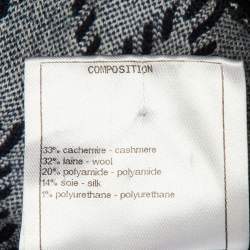 COMPOSITION
33% cachemire - cashmere
32% laine - wool
20% polyamide - polyamide
14% soie - silk
1% polyurethane - polyurethane